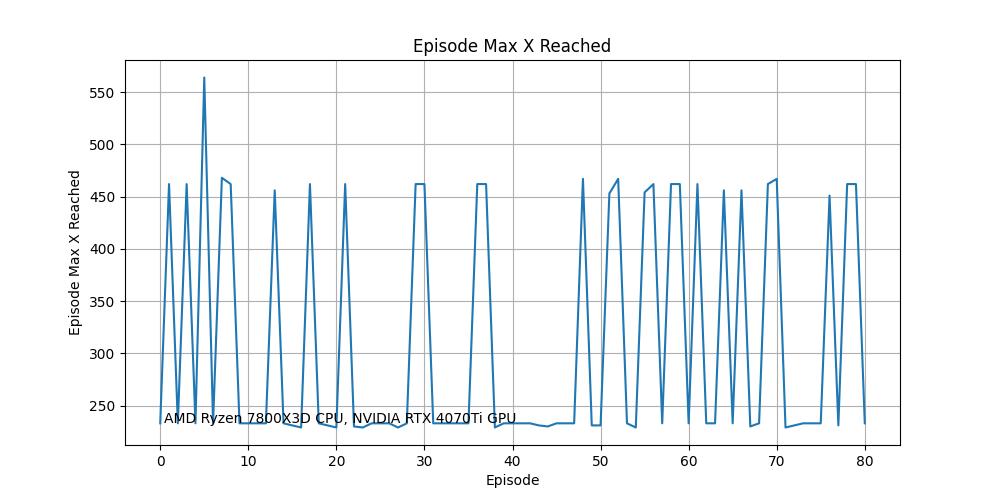 Episode Max X Reached
Episode Max X Reached
550
500
450
400
350
300
250
AMD Ryzen 7800X3D CPU, NVIDIA RTX 4070Ti GPU
0 10 20 30 40 50 60 70 80
Episode